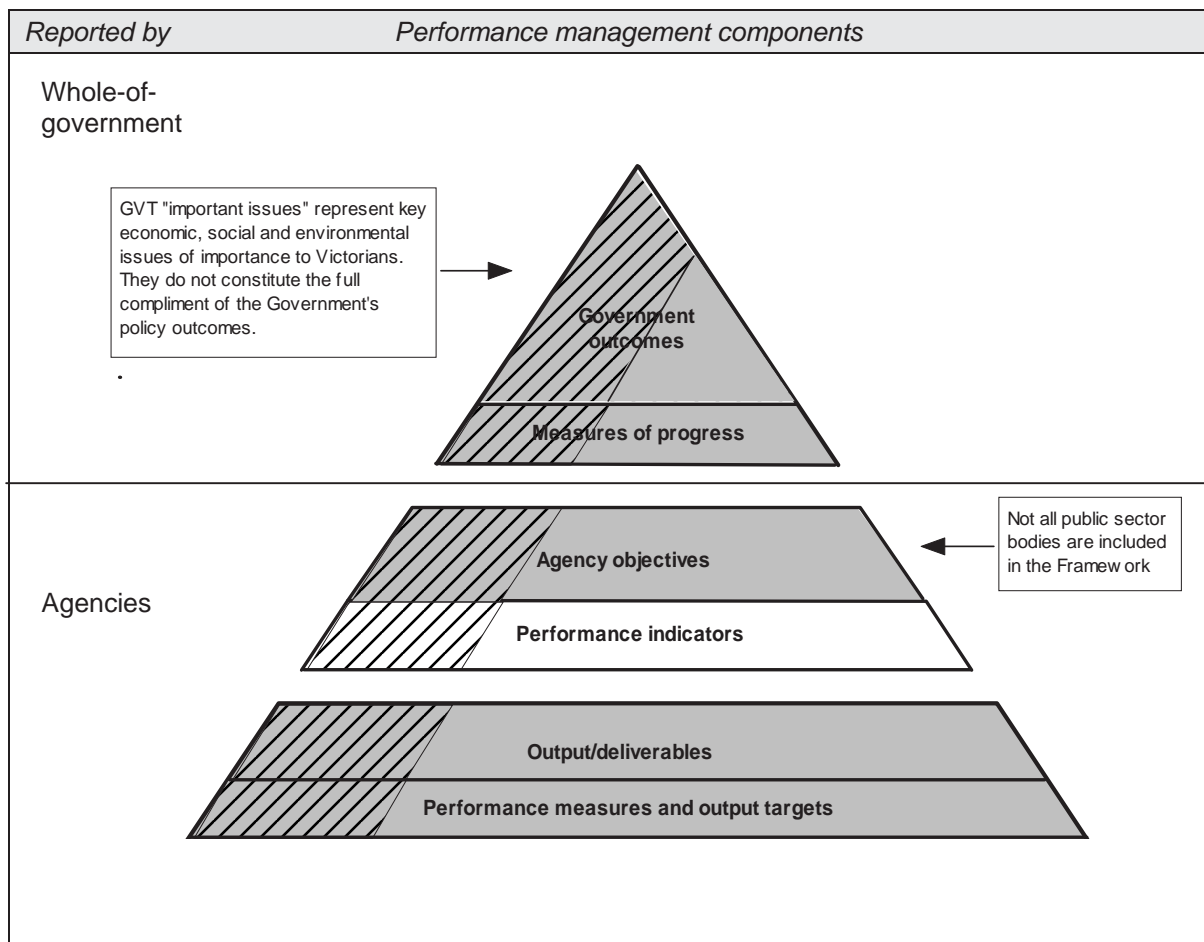 Reported by Performance management components
Whole-of-
government
GVT "important issues" represent key
economic, social and environmental
issues of importance to Victorians.
They do not constitute the full
compliment of the Government's
policy outcomes.
.
Government
outcomes
Measures of progress
Agencies
Agency objectives
Not all public sector
bodies are included
in the Framework
Performance indicators
Output/deliverables
Performance measures and output targets